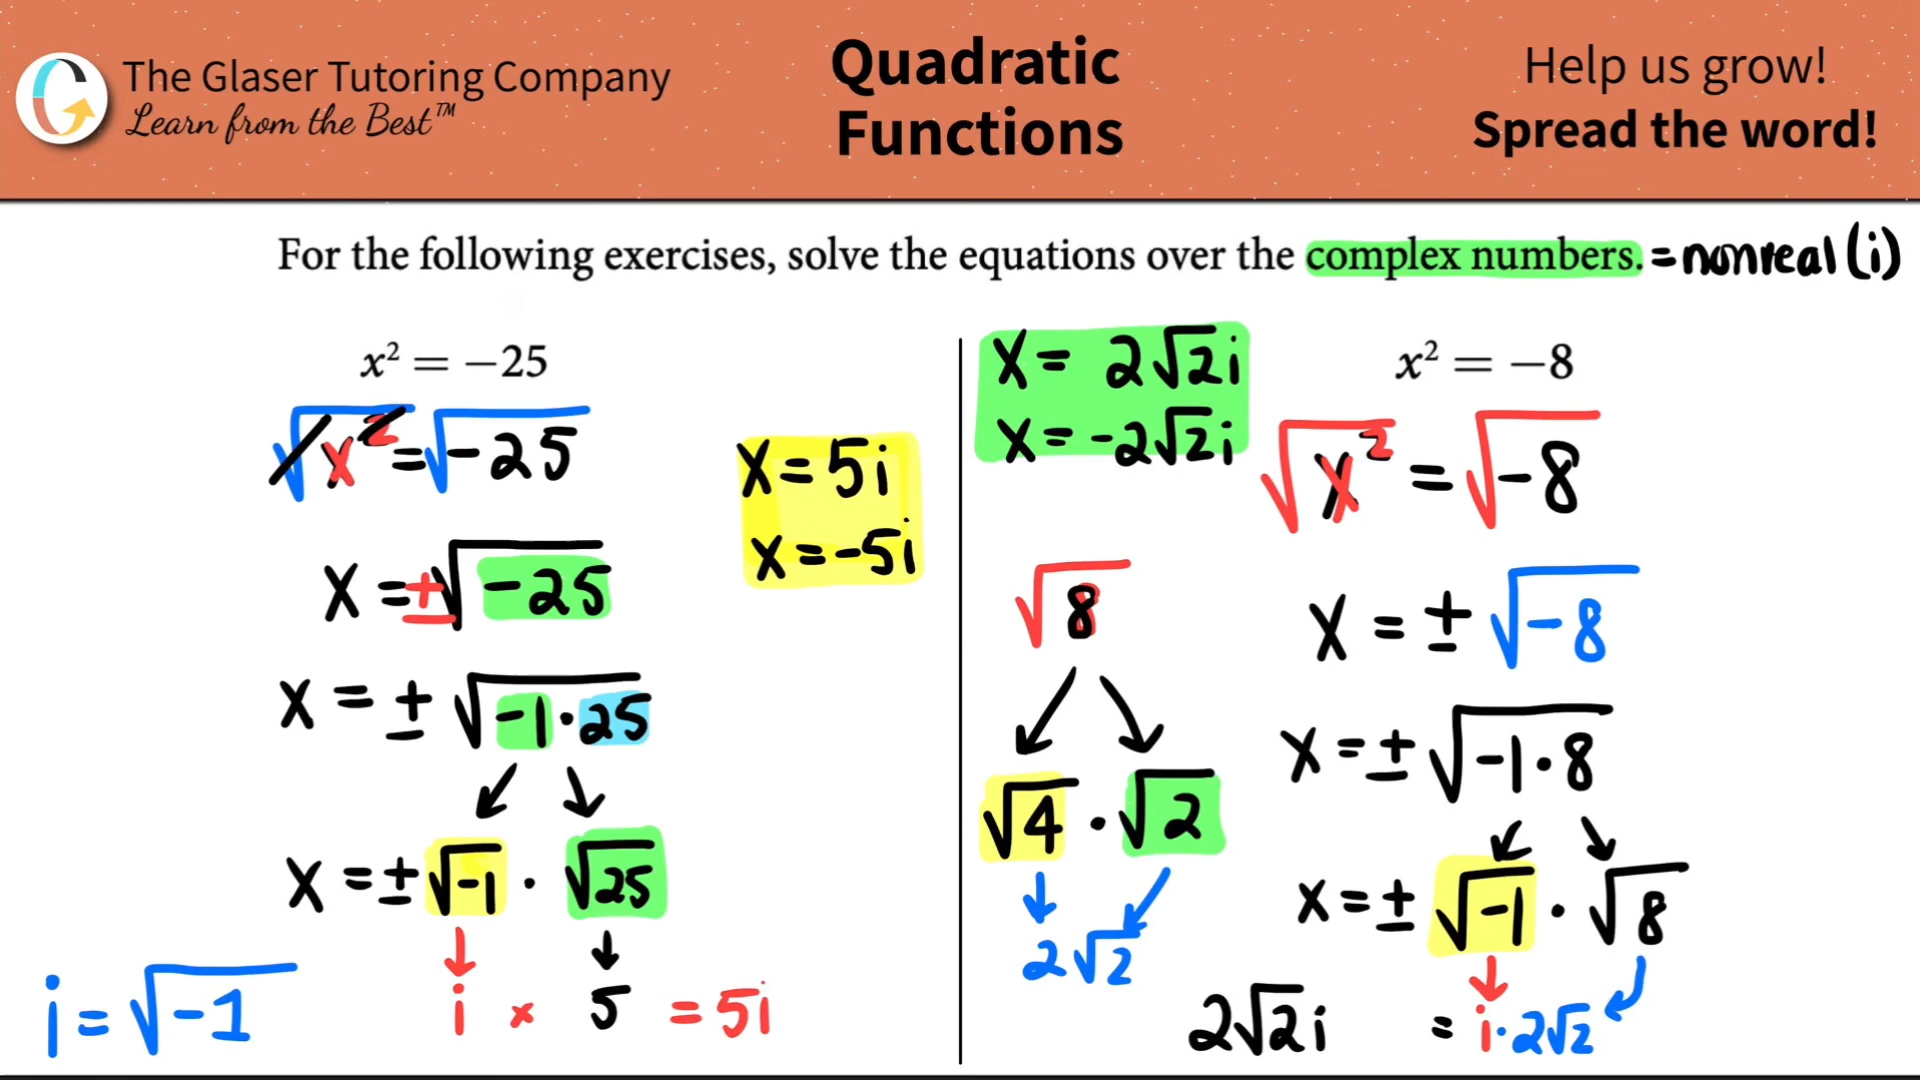 The Glaser Tutoring Company
Learn from the Best™
Quadratic
Functions
Help us grow!
Spread the word!
For the following exercises, solve the equations over the complex numbers. = nonreal (i)
x² = −25
√x² = √-25
x = ± √-25
x = ± √-1·25
x = ± √-1 · √25
i × 5 = 5i
i = √-1
x = 5i
x = -5i
x = 2√2i
x = -2√2i
√8
√4 · √2
2√2
x² = −8
√x² = √-8
x = ± √-8
x = ± √-1·8
x = ± √-1 · √8
2√2i = i·2√2